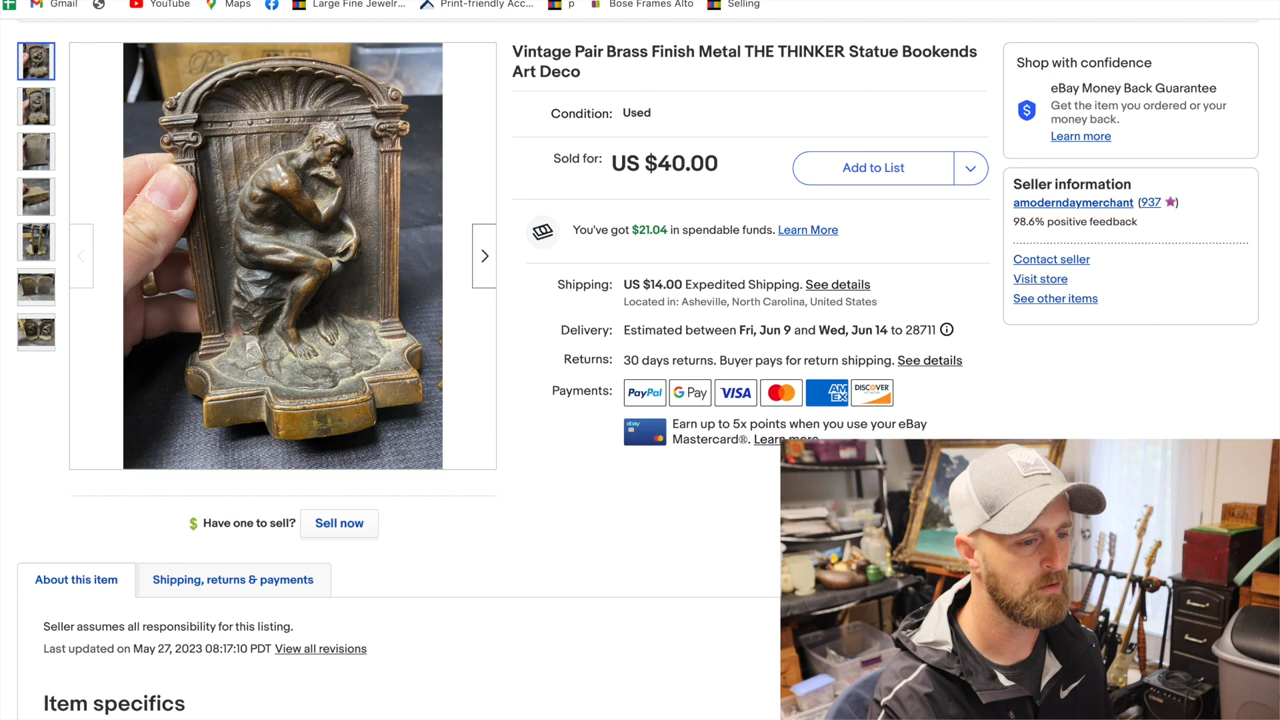 Gmail
YouTube
Maps
Large Fine Jewelr...
Print-friendly Acc...
p
Bose Frames Alto
Selling
Vintage Pair Brass Finish Metal THE THINKER Statue Bookends
Art Deco
Condition: Used
Sold for: US $40.00
Add to List
You've got $21.04 in spendable funds. Learn More
Shipping: US $14.00 Expedited Shipping. See details
Located in: Asheville, North Carolina, United States
Delivery: Estimated between Fri, Jun 9 and Wed, Jun 14 to 28711
Returns: 30 days returns. Buyer pays for return shipping. See details
Payments: PayPal G Pay VISA AM EX DISCOVER
Earn up to 5x points when you use your eBay
Mastercard®. Learn more
Shop with confidence
eBay Money Back Guarantee
Get the item you ordered or your
money back.
Learn more
Seller information
amoderndaymerchant (937)
98.6% positive feedback
Contact seller
Visit store
See other items
Have one to sell? Sell now
About this item
Shipping, returns & payments
Seller assumes all responsibility for this listing.
Last updated on May 27, 2023 08:17:10 PDT View all revisions
Item specifics